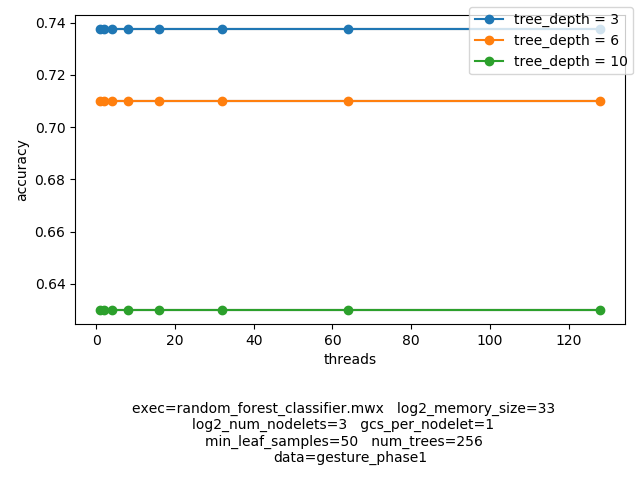 tree_depth = 3
tree_depth = 6
tree_depth = 10
0.74
0.72
0.70
0.68
0.66
0.64
accuracy
0 20 40 60 80 100 120
threads
exec=random_forest_classifier.mwx log2_memory_size=33
log2_num_nodelets=3 gcs_per_nodelet=1
min_leaf_samples=50 num_trees=256
data=gesture_phase1